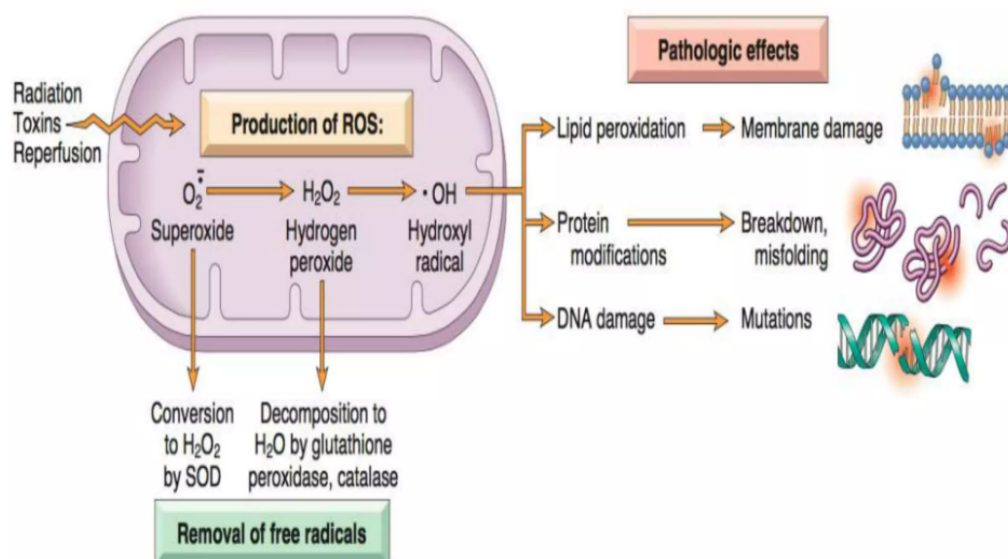 Pathologic effects
Radiation
Toxins
Reperfusion
Production of ROS:
O₂•̄
H₂O₂
• OH
Superoxide
Hydrogen
peroxide
Hydroxyl
radical
Lipid peroxidation
Membrane damage
Protein
modifications
Breakdown,
misfolding
DNA damage
Mutations
Conversion
to H₂O₂
by SOD
Decomposition to
H₂O by glutathione
peroxidase, catalase
Removal of free radicals